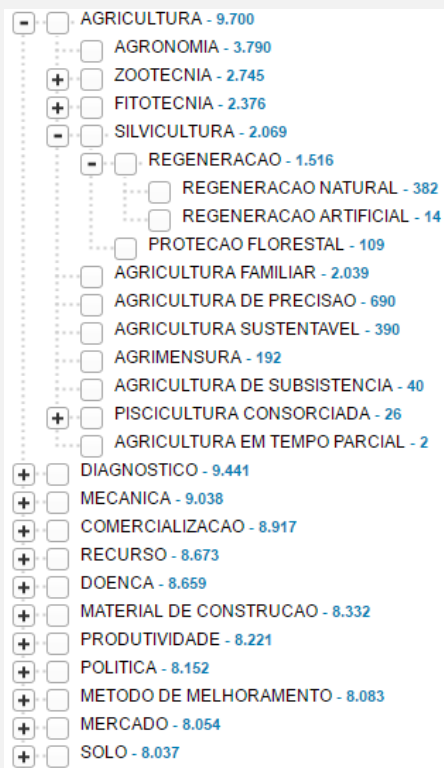 AGRICULTURA - 9.700
AGRONOMIA - 3.790
ZOOTECNIA - 2.745
FITOTECNIA - 2.376
SILVICULTURA - 2.069
REGENERACAO - 1.516
REGENERACAO NATURAL - 382
REGENERACAO ARTIFICIAL - 14
PROTECAO FLORESTAL - 109
AGRICULTURA FAMILIAR - 2.039
AGRICULTURA DE PRECISAO - 690
AGRICULTURA SUSTENTAVEL - 390
AGRIMENSURA - 192
AGRICULTURA DE SUBSISTENCIA - 40
PISCICULTURA CONSORCIADA - 26
AGRICULTURA EM TEMPO PARCIAL - 2
DIAGNOSTICO - 9.441
MECANICA - 9.038
COMERCIALIZACAO - 8.917
RECURSO - 8.673
DOENCA - 8.659
MATERIAL DE CONSTRUCAO - 8.332
PRODUTIVIDADE - 8.221
POLITICA - 8.152
METODO DE MELHORAMENTO - 8.083
MERCADO - 8.054
SOLO - 8.037